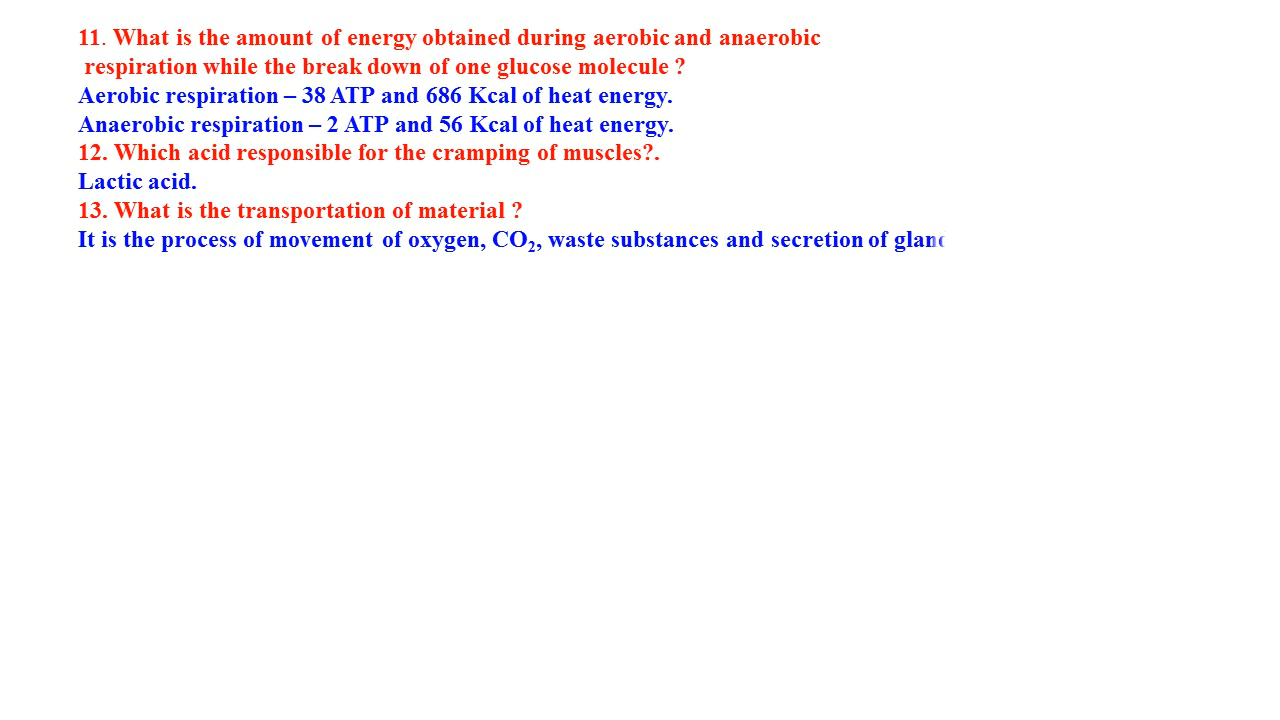 11. What is the amount of energy obtained during aerobic and anaerobic
respiration while the break down of one glucose molecule ?
Aerobic respiration – 38 ATP and 686 Kcal of heat energy.
Anaerobic respiration – 2 ATP and 56 Kcal of heat energy.
12. Which acid responsible for the cramping of muscles?.
Lactic acid.
13. What is the transportation of material ?
It is the process of movement of oxygen, CO₂, waste substances and secretion of